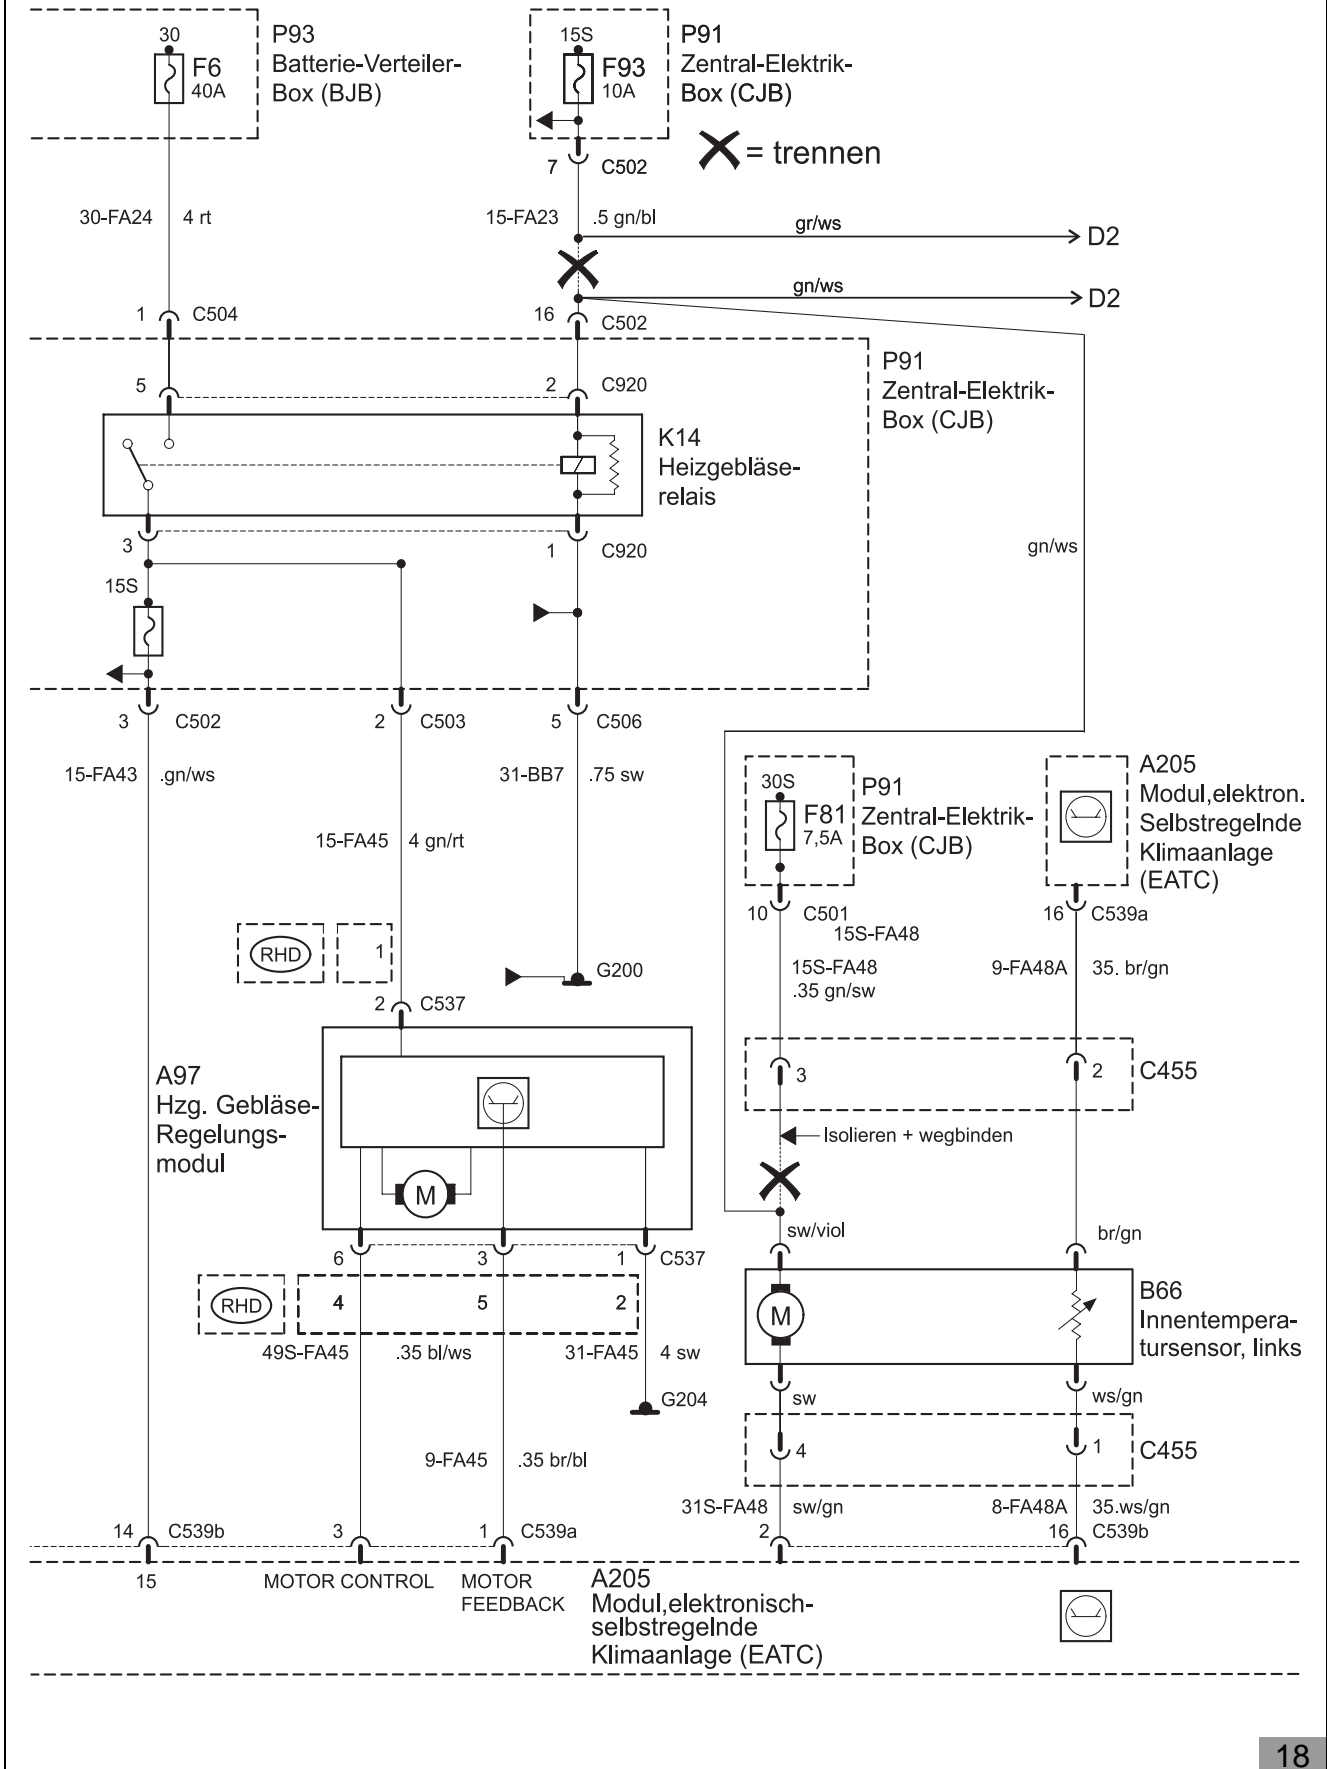 30
F6
40A
P93
Batterie-Verteiler-
Box (BJB)
15S
F93
10A
P91
Zentral-Elektrik-
Box (CJB)
= trennen
7 C502
30-FA24 4 rt
15-FA23 .5 gn/bl
gr/ws
D2
gn/ws
D2
1 C504
16 C502
P91
Zentral-Elektrik-
Box (CJB)
5
2 C920
K14
Heizgebläse-
relais
3
1 C920
gn/ws
15S
3 C502
2 C503
5 C506
15-FA43 .gn/ws
31-BB7 .75 sw
15-FA45 4 gn/rt
30S
F81
7,5A
P91
Zentral-Elektrik-
Box (CJB)
A205
Modul,elektron.
Selbstregelnde
Klimaanlage
(EATC)
10 C501
15S-FA48
16 C539a
RHD
1
15S-FA48
.35 gn/sw
9-FA48A 35. br/gn
G200
2 C537
3
2
C455
A97
Hzg. Gebläse-
Regelungs-
modul
M
Isolieren + wegbinden
sw/viol
br/gn
6
3
1 C537
RHD
4
5
2
49S-FA45 .35 bl/ws
31-FA45 4 sw
G204
M
B66
Innentempera-
tursensor, links
sw
ws/gn
4
1
C455
9-FA45 .35 br/bl
31S-FA48 sw/gn
8-FA48A 35.ws/gn
14 C539b
3
1 C539a
2
16 C539b
15
MOTOR CONTROL
MOTOR
FEEDBACK
A205
Modul,elektronisch-
selbstregelnde
Klimaanlage (EATC)
18